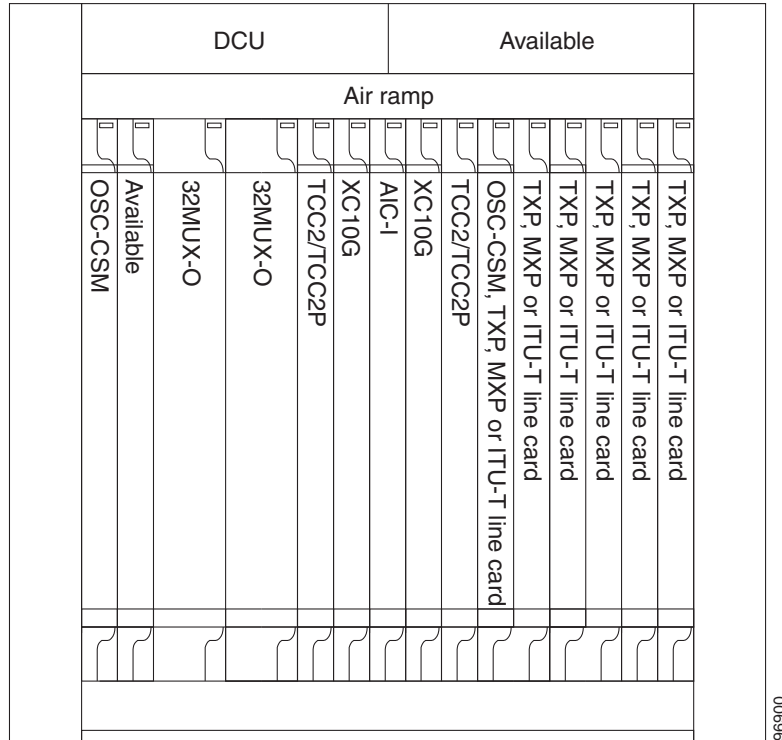 DCU
Available
Air ramp
OSC-CSM
Available
32MUX-O
32MUX-O
TCC2/TCC2P
XC10G
AIC-I
XC10G
TCC2/TCC2P
OSC-CSM, TXP, MXP or ITU-T line card
TXP, MXP or ITU-T line card
TXP, MXP or ITU-T line card
TXP, MXP or ITU-T line card
TXP, MXP or ITU-T line card
TXP, MXP or ITU-T line card